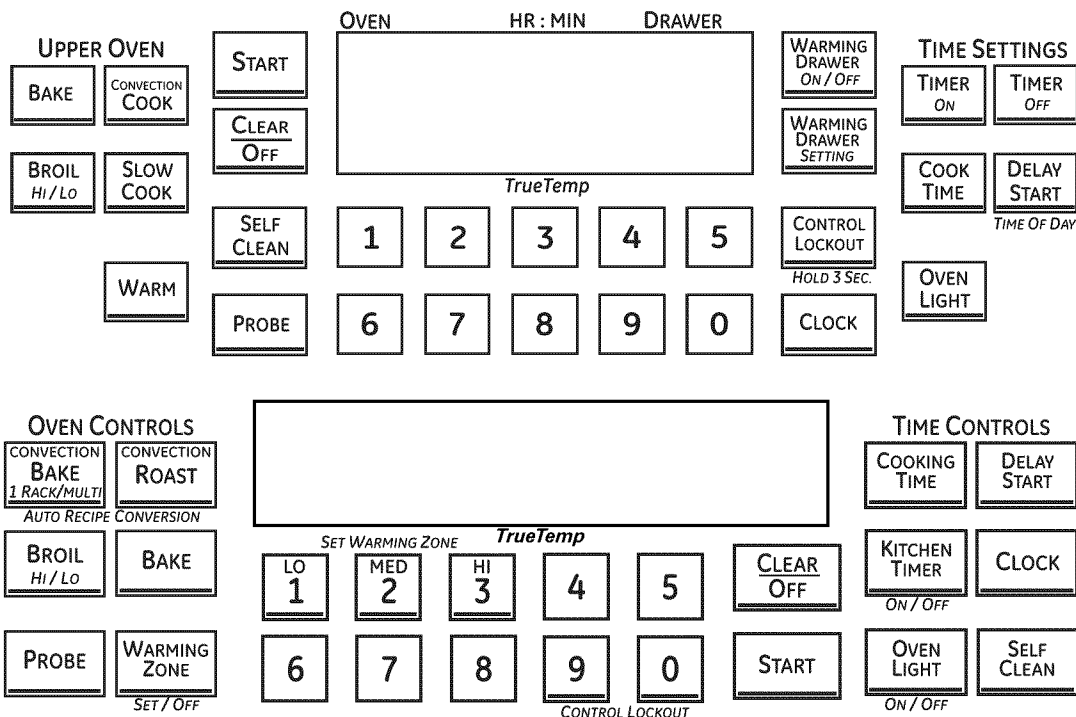 OVEN HR : MIN DRAWER
UPPER OVEN
BAKE
CONVECTION
COOK
BROIL
HI / LO
SLOW
COOK
WARM
START
CLEAR
OFF
SELF
CLEAN
PROBE
TrueTemp
1 2 3 4 5
6 7 8 9 0
WARMING
DRAWER
ON / OFF
WARMING
DRAWER
SETTING
CONTROL
LOCKOUT
HOLD 3 SEC.
CLOCK
TIME SETTINGS
TIMER
ON
TIMER
OFF
COOK
TIME
DELAY
START
TIME OF DAY
OVEN
LIGHT
OVEN CONTROLS
CONVECTION
BAKE
1 RACK/MULTI
CONVECTION
ROAST
AUTO RECIPE CONVERSION
BROIL
HI / LO
BAKE
PROBE
WARMING
ZONE
SET / OFF
TrueTemp
SET WARMING ZONE
LO MED HI
1 2 3 4 5
6 7 8 9 0
CONTROL LOCKOUT
CLEAR
OFF
START
TIME CONTROLS
COOKING
TIME
DELAY
START
KITCHEN
TIMER
ON / OFF
CLOCK
OVEN
LIGHT
ON / OFF
SELF
CLEAN